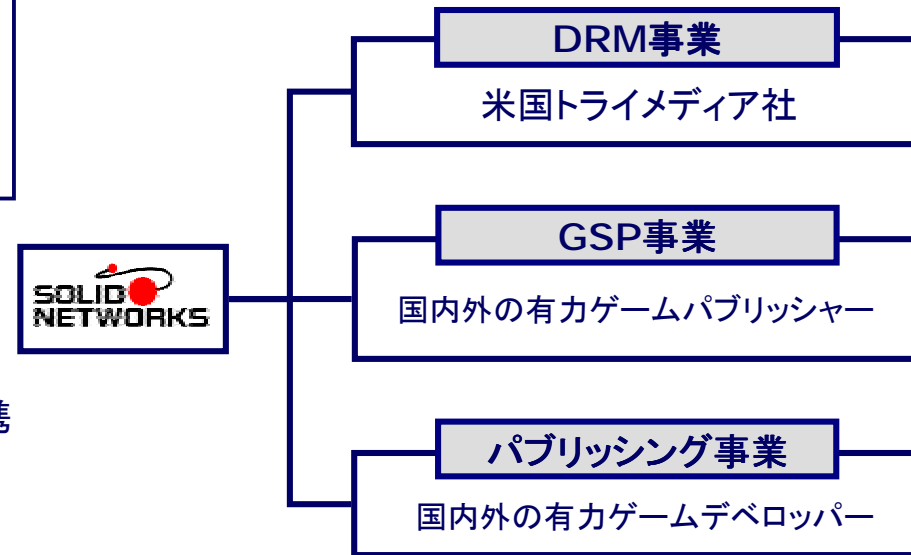 DRM事業
米国トライメディア社
SOLID
NETWORKS
GSP事業
国内外の有力ゲームパブリッシャー
携
パブリッシング事業
国内外の有力ゲームデベロッパー